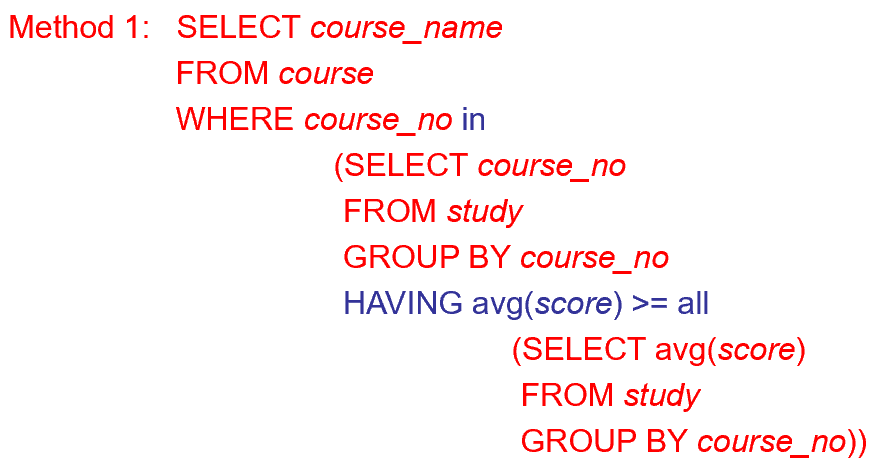 Method 1: SELECT course_name
FROM course
WHERE course_no in
(SELECT course_no
FROM study
GROUP BY course_no
HAVING avg(score) >= all
(SELECT avg(score)
FROM study
GROUP BY course_no))